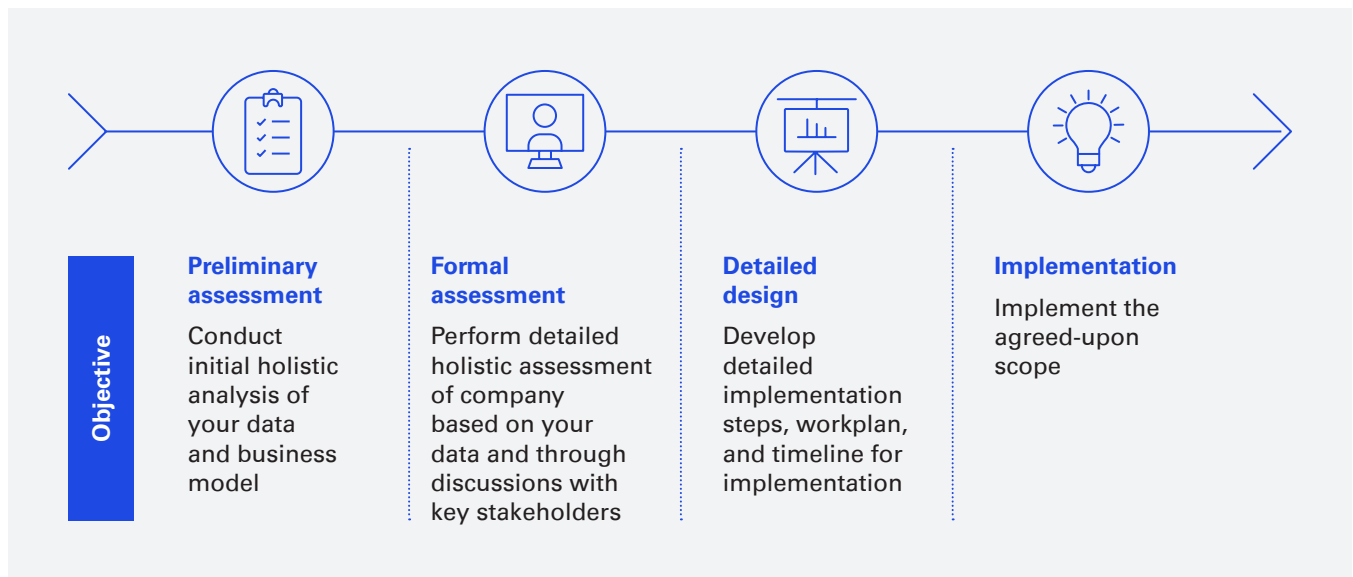 Objective
Preliminary
assessment
Conduct
initial holistic
analysis of
your data
and business
model
Formal
assessment
Perform detailed
holistic assessment
of company
based on your
data and through
discussions with
key stakeholders
Detailed
design
Develop
detailed
implementation
steps, workplan,
and timeline for
implementation
Implementation
Implement the
agreed-upon
scope